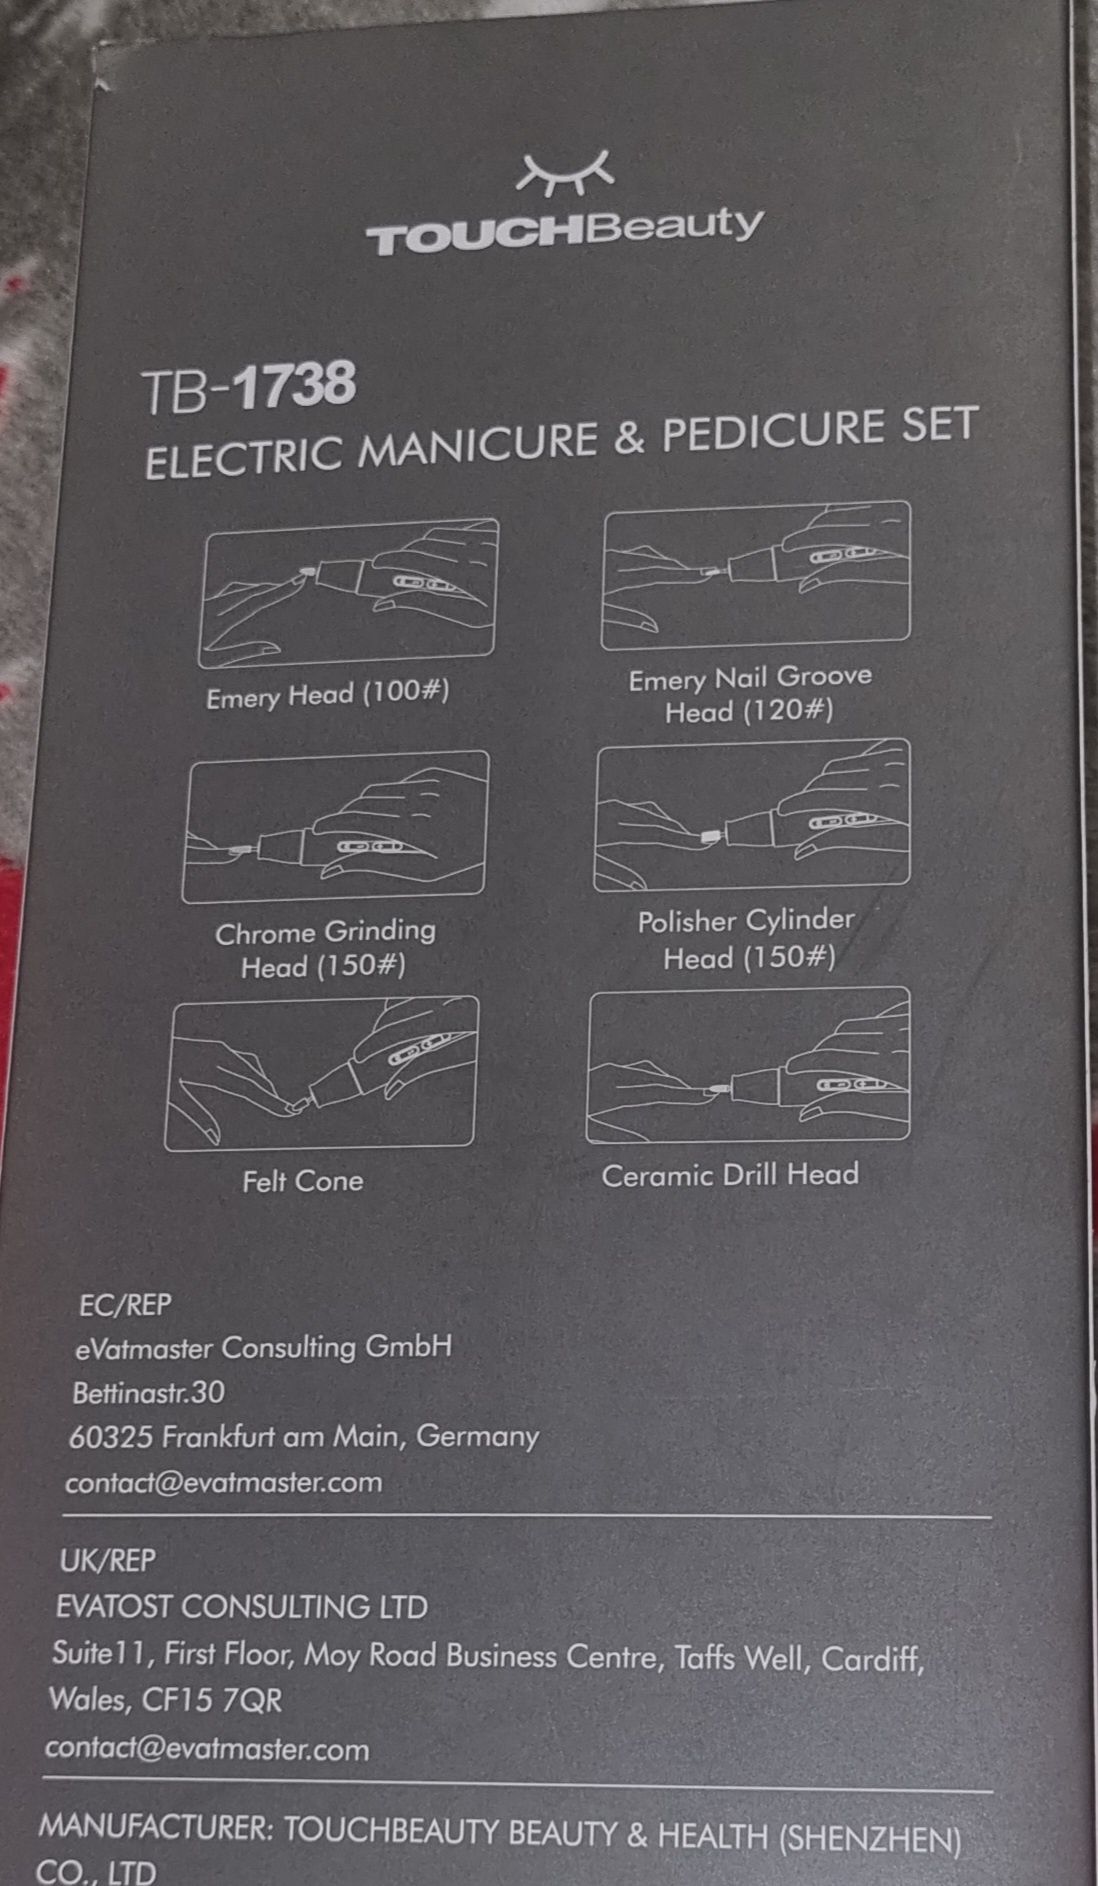 TOUCHBeauty
TB-1738
ELECTRIC MANICURE & PEDICURE SET
Emery Head (100#)
Emery Nail Groove
Head (120#)
Chrome Grinding
Head (150#)
Polisher Cylinder
Head (150#)
Felt Cone
Ceramic Drill Head
EC/REP
eVatmaster Consulting GmbH
Bettinastr.30
60325 Frankfurt am Main, Germany
contact@evatmaster.com
UK/REP
EVATOST CONSULTING LTD
Suite11, First Floor, Moy Road Business Centre, Taffs Well, Cardiff,
Wales, CF15 7QR
contact@evatmaster.com
MANUFACTURER: TOUCHBEAUTY BEAUTY & HEALTH (SHENZHEN)
CO., LTD